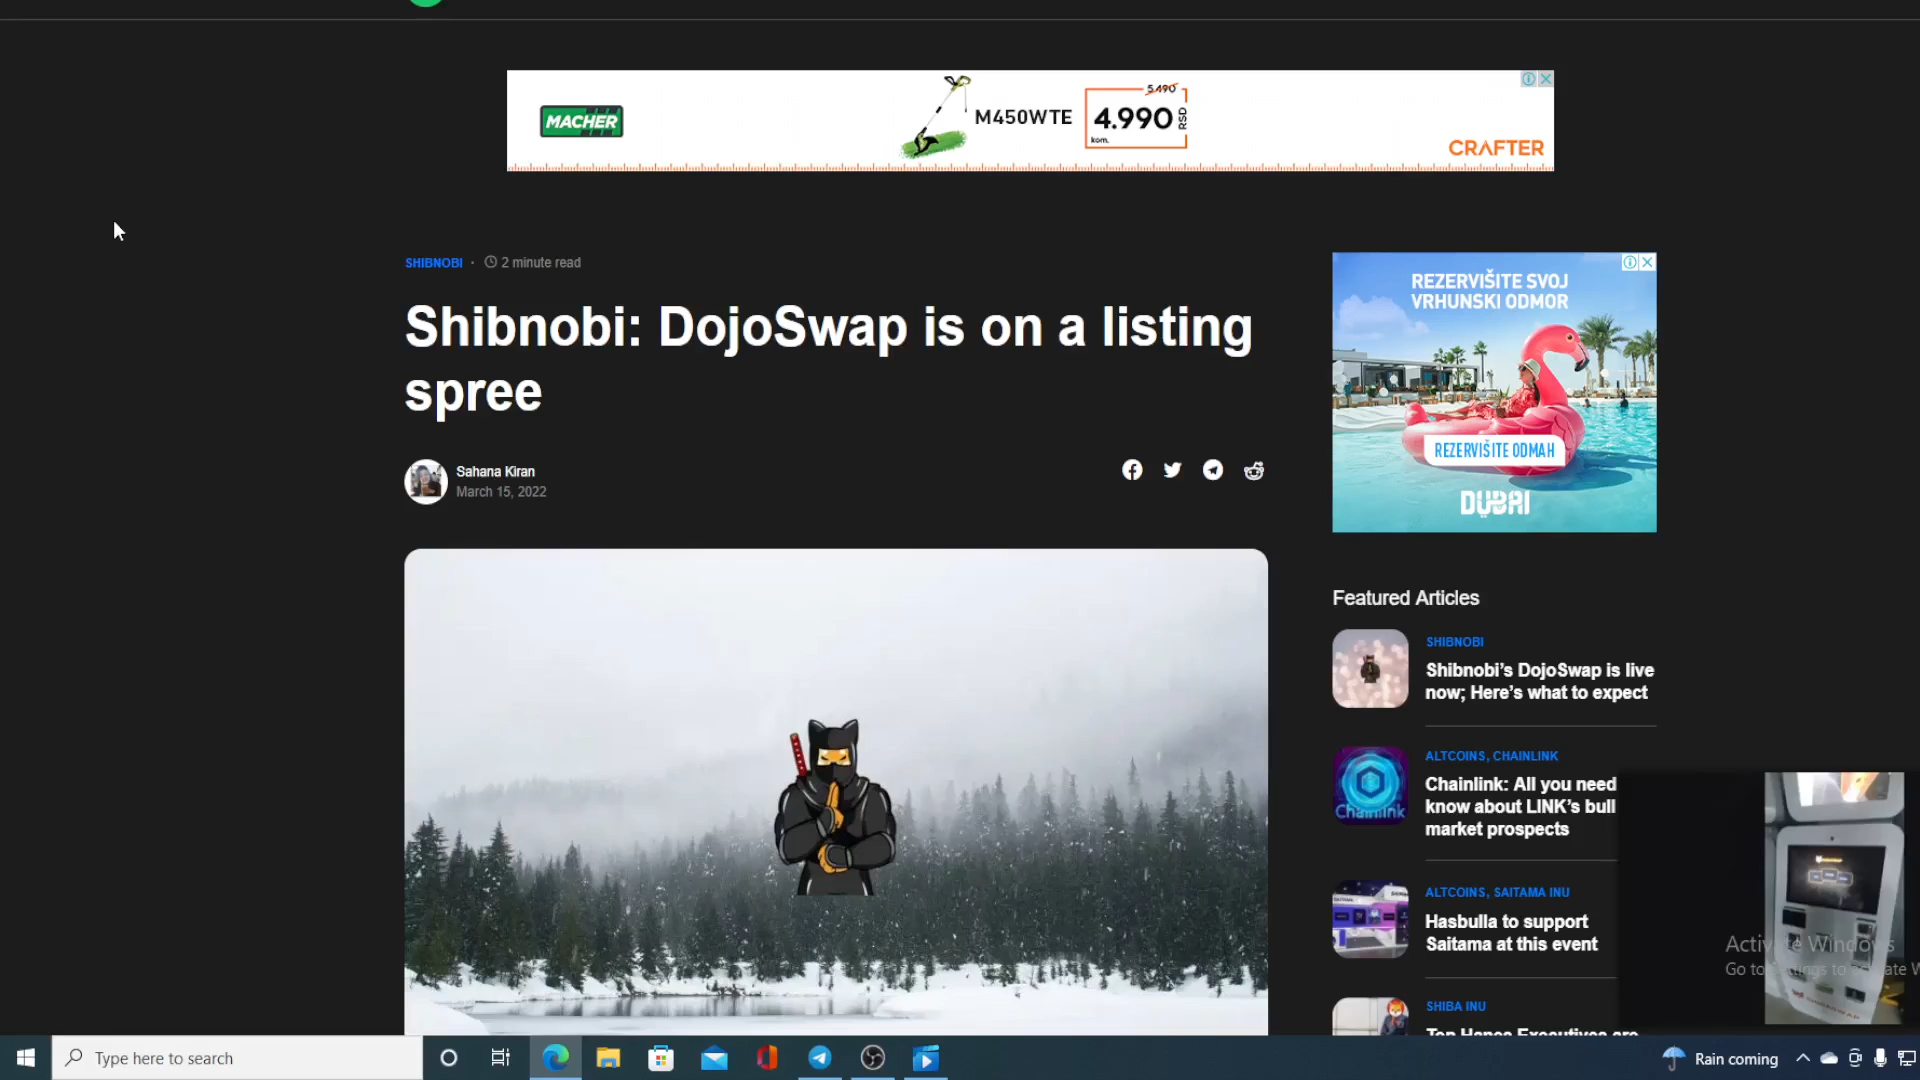 MACHER
M450WTE
5.490
4.990
RSD
kom.
CRAFTER
SHIBNOBI
2 minute read
Shibnobi: DojoSwap is on a listing
spree
Sahana Kiran
March 15, 2022
REZERVIŠITE SVOJ
VRHUNSKI ODMOR
REZERVIŠITE ODMAH
DUBAI
Featured Articles
SHIBNOBI
Shibnobi's DojoSwap is live
now; Here's what to expect
ALTCOINS, CHAINLINK
Chainlink: All you need
know about LINK's bull
market prospects
Chainlink
ALTCOINS, SAITAMA INU
Hasbulla to support
Saitama at this event
SHIBA INU
Activate Windows
Type here to search
Rain coming